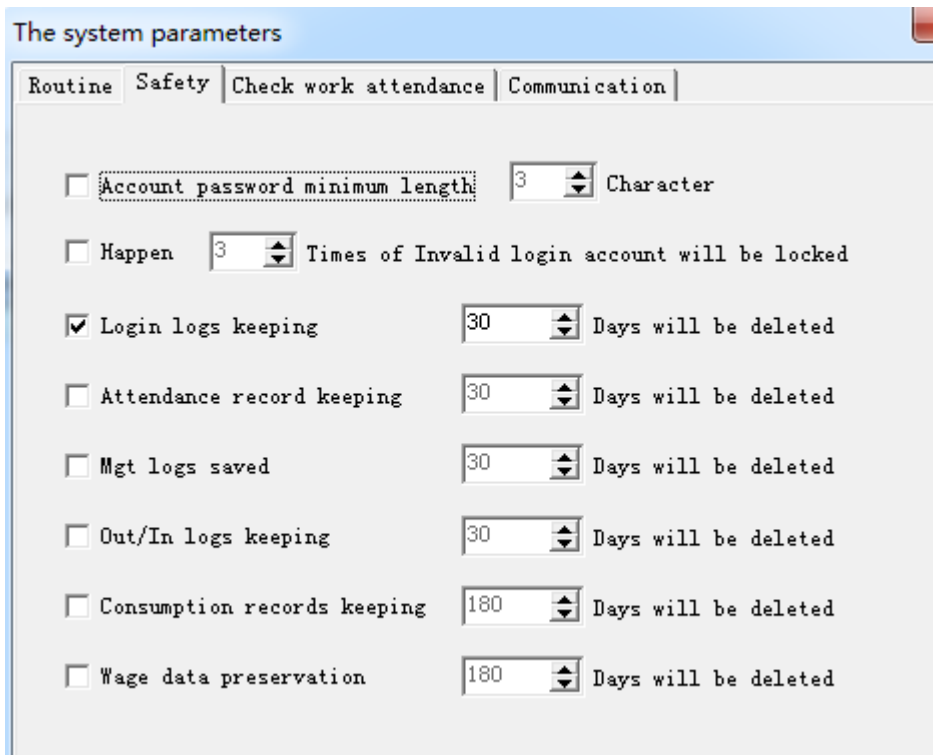 The system parameters
Routine Safety Check work attendance Communication
Account password minimum length 3 Character
Happen 3 Times of Invalid login account will be locked
Login logs keeping 30 Days will be deleted
Attendance record keeping 30 Days will be deleted
Mgt logs saved 30 Days will be deleted
Out/In logs keeping 30 Days will be deleted
Consumption records keeping 180 Days will be deleted
Wage data preservation 180 Days will be deleted